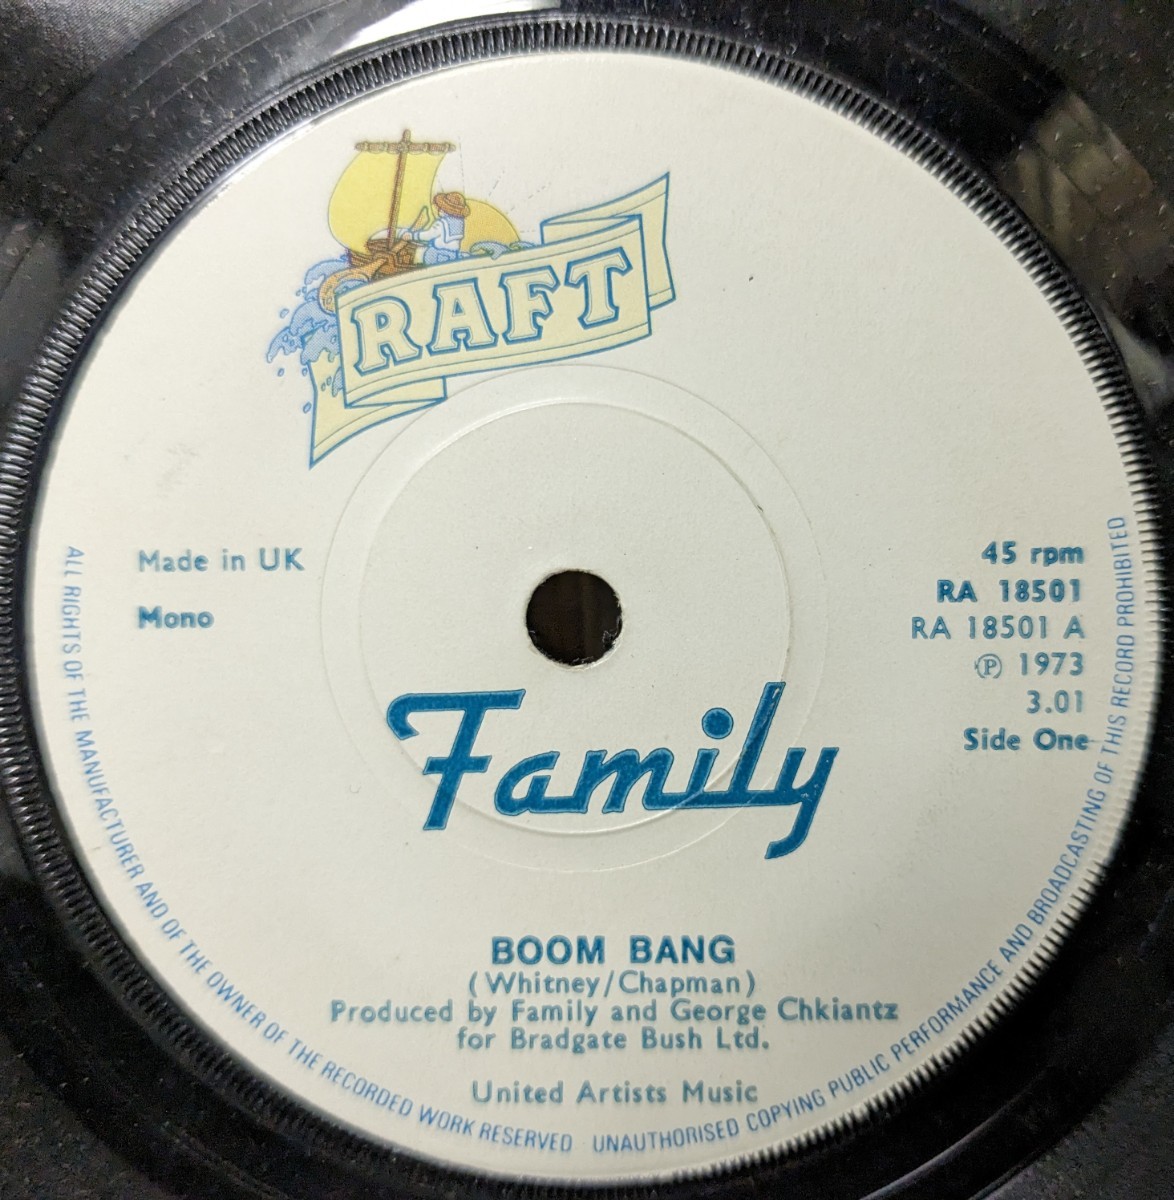 RAFT
Made in UK
Mono
45 rpm
RA 18501
RA 18501 A
Ⓟ 1973
3.01
Side One
Family
BOOM BANG
(Whitney/Chapman)
Produced by Family and George Chkiantz
for Bradgate Bush Ltd.
United Artists Music
ALL RIGHTS OF THE MANUFACTURER AND OF THE OWNER OF THE RECORDED WORK RESERVED UNAUTHORISED COPYING PUBLIC PERFORMANCE AND BROADCASTING OF THIS RECORD PROHIBITED